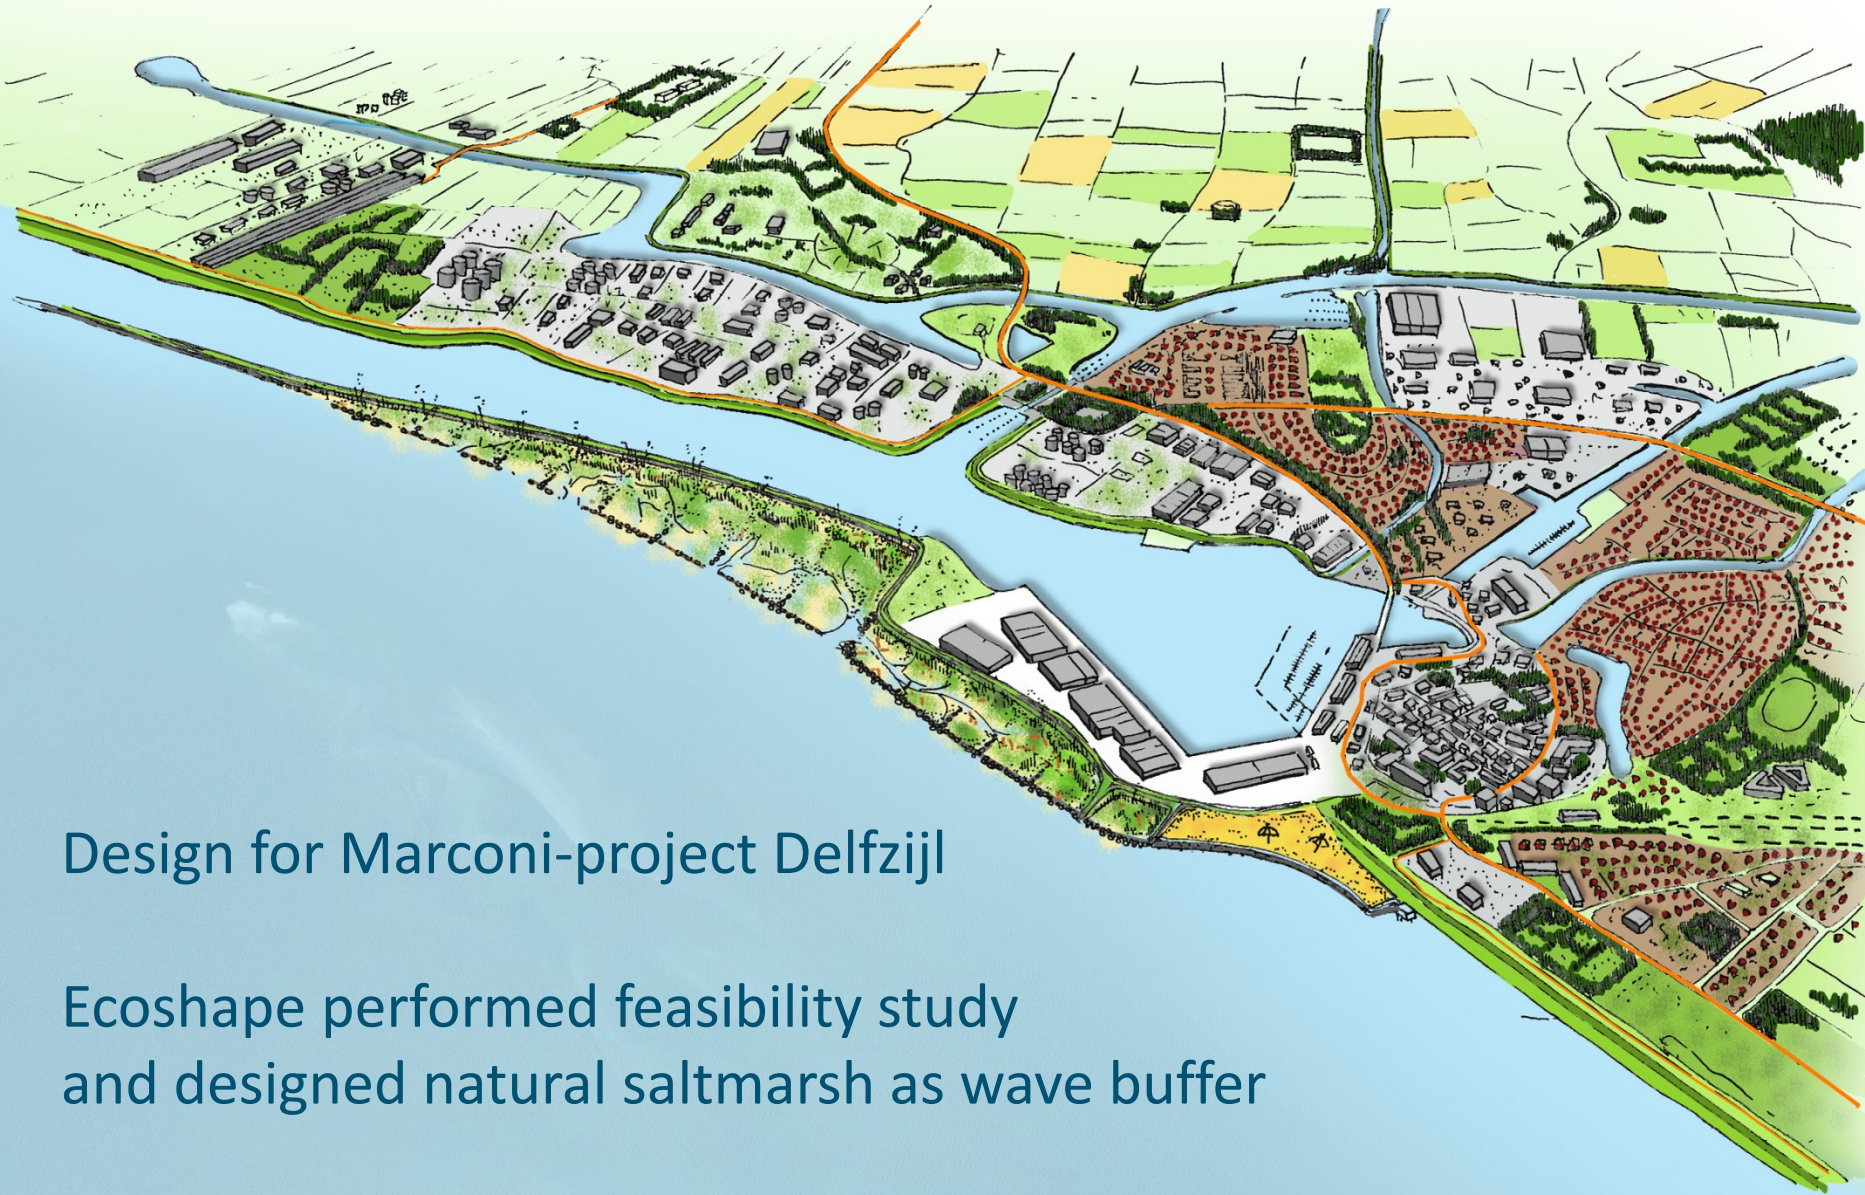 Design for Marconi-project Delfzijl
Ecoshape performed feasibility study
and designed natural saltmarsh as wave buffer